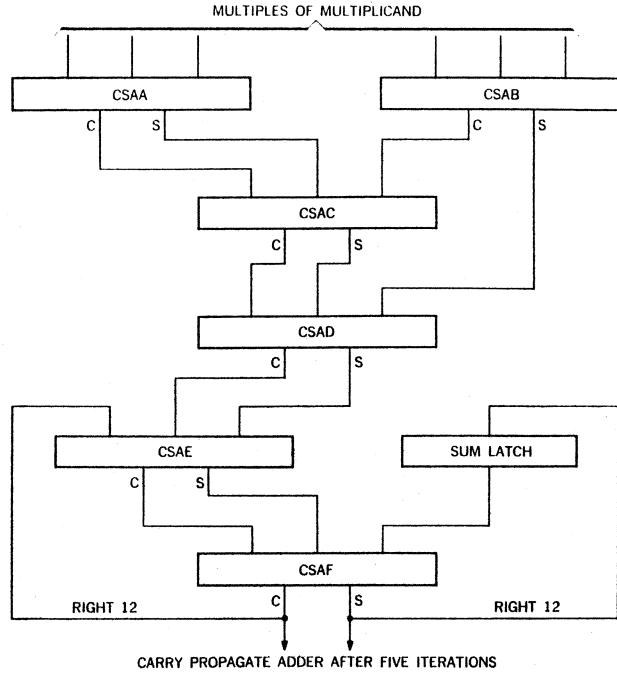 MULTIPLES OF MULTIPLICAND
CSAA
CSAB
C S
C S
CSAC
C S
CSAD
C S
CSAE
SUM LATCH
C S
CSAF
C S
RIGHT 12
RIGHT 12
CARRY PROPAGATE ADDER AFTER FIVE ITERATIONS